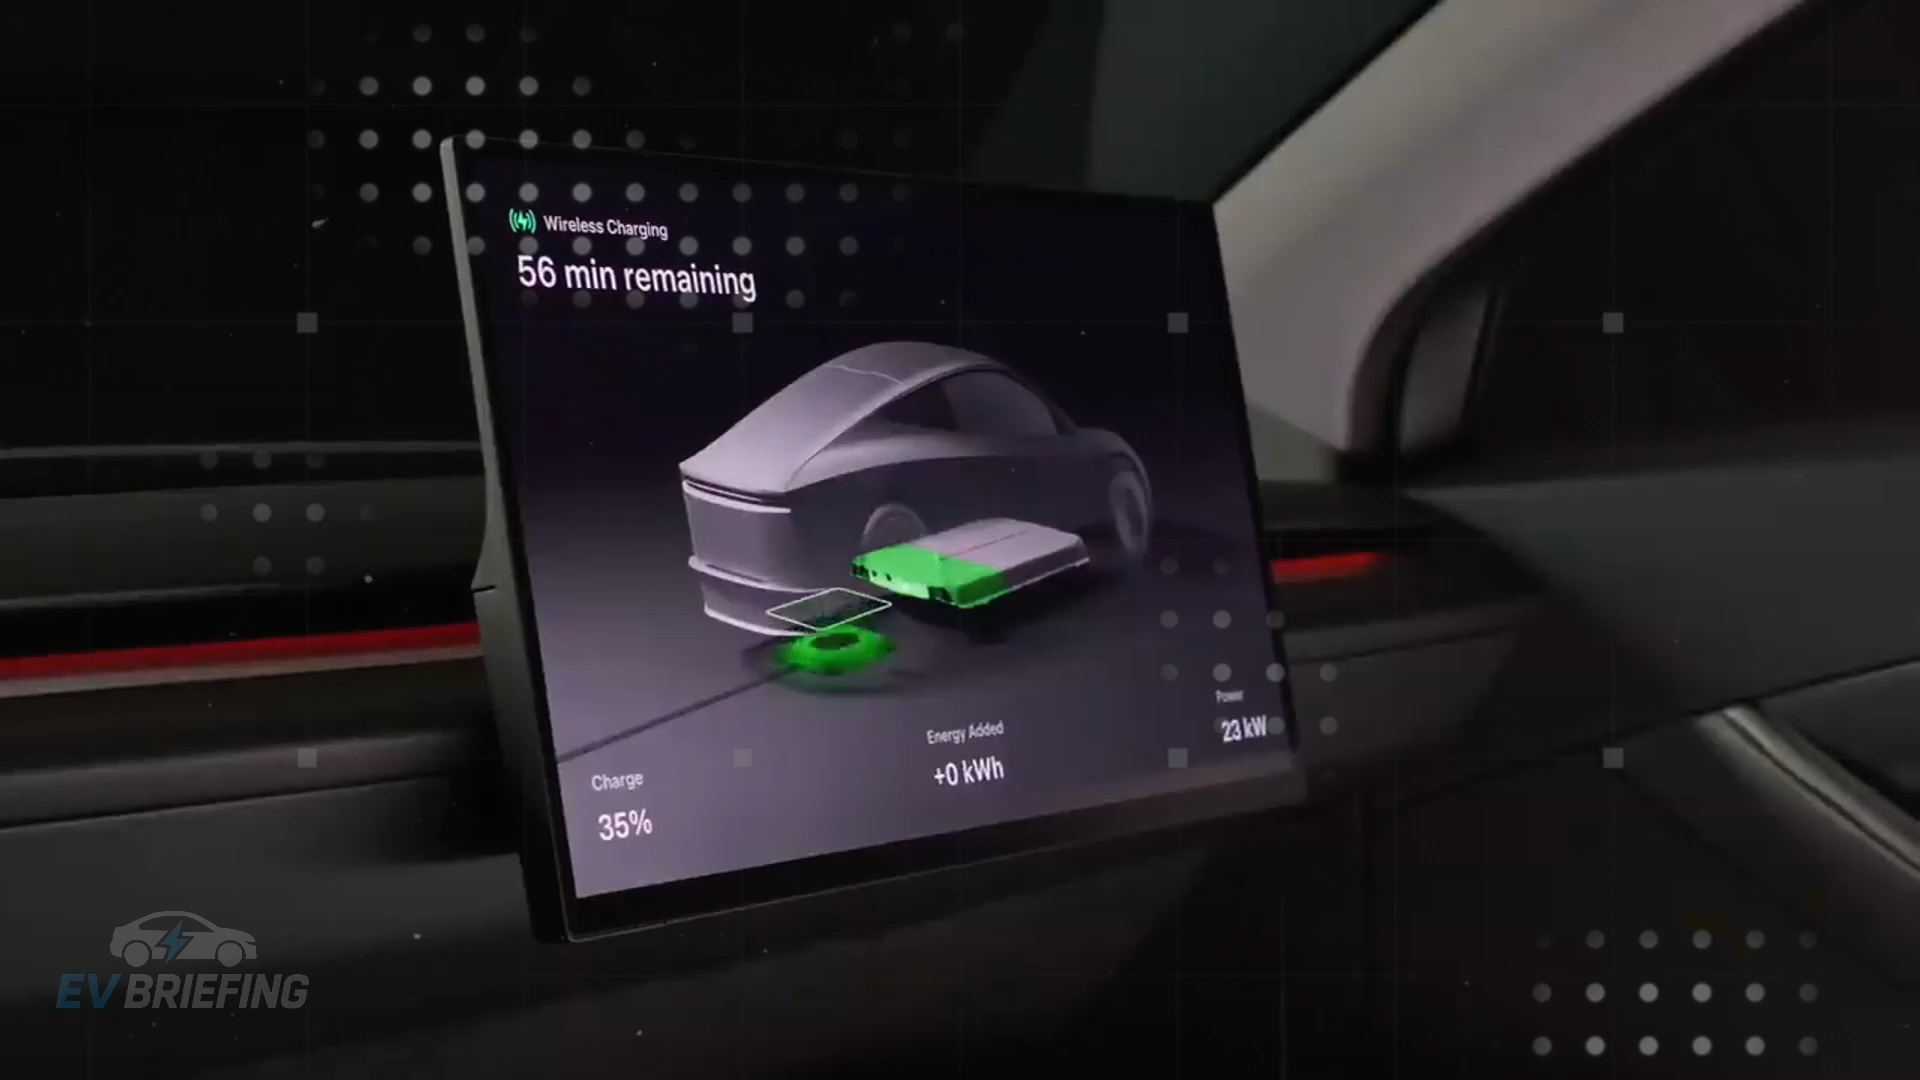 Wireless Charging
56 min remaining
Power
23 kW
Energy Added
+0 kWh
Charge
35%
EV BRIEFING